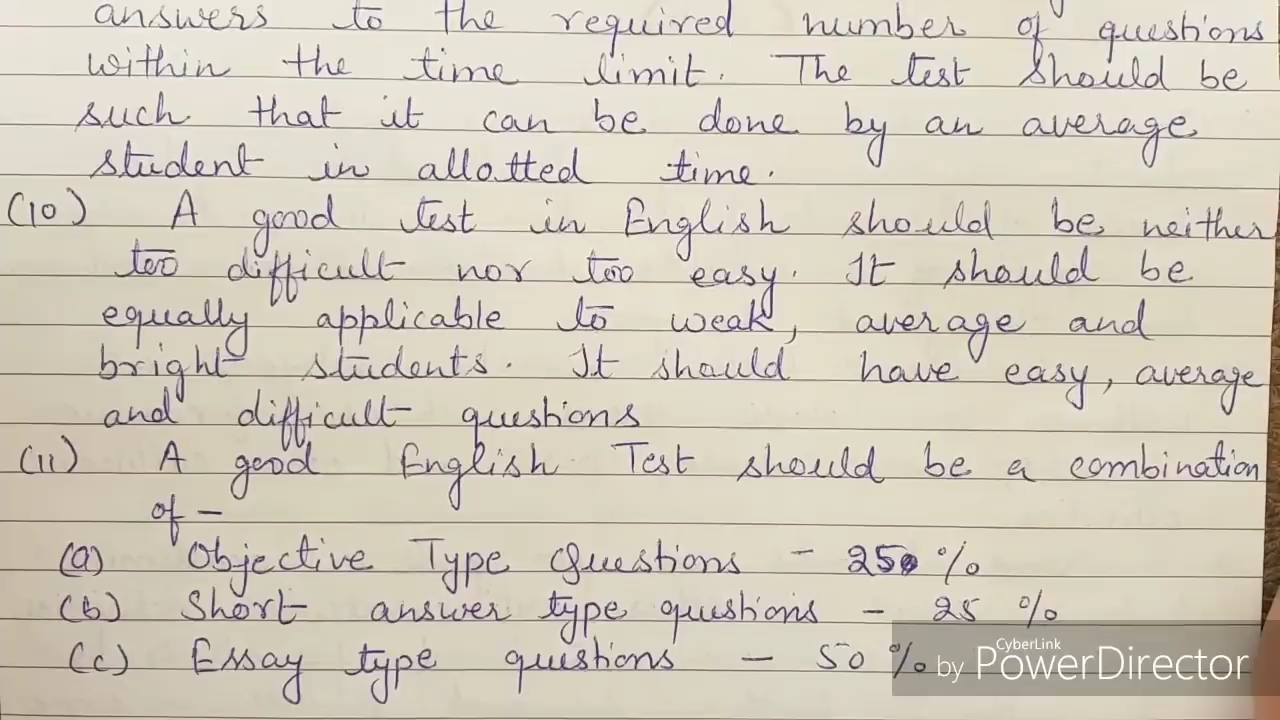 answers to the required number of questions
within the time limit. The test should be
such that it can be done by an average
student in allotted time.
(10) A good test in English should be neither
too difficult nor too easy. It should be
equally applicable to weak, average and
bright students. It should have easy, average
and difficult questions
(11) A good English Test should be a combination
of -
(a) Objective Type Questions - 25 %
(b) Short answer type questions - 25 %
(c) Essay type questions - 50 %
CyberLink
by PowerDirector